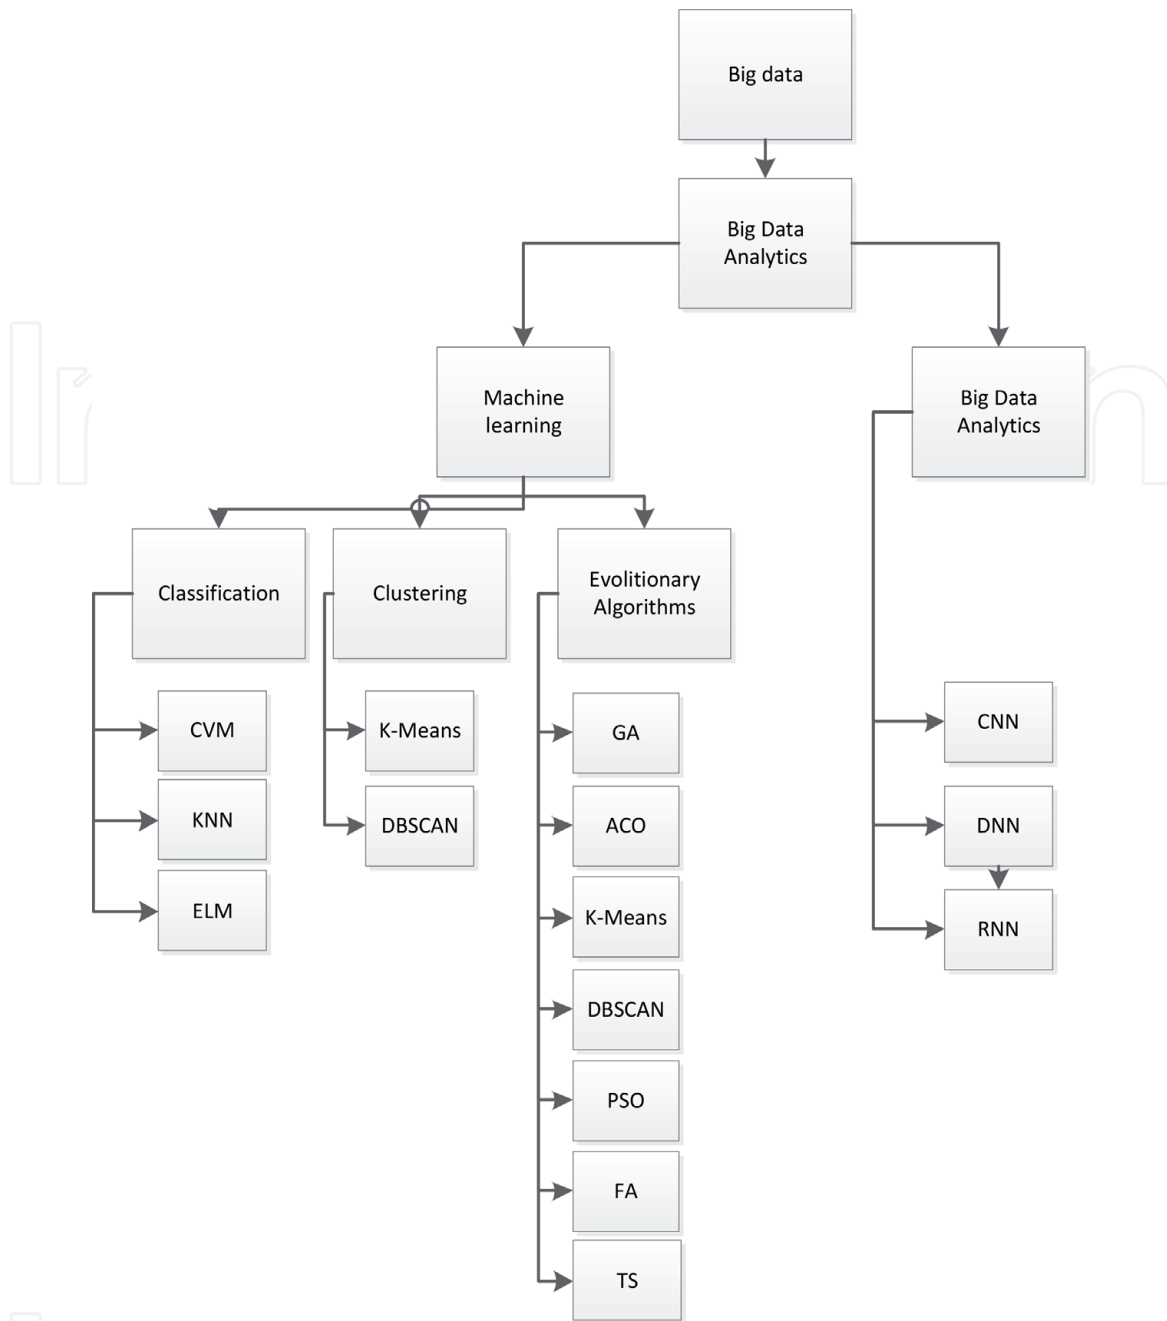 Big data
Big Data
Analytics
Machine
learning
Big Data
Analytics
Classification
Clustering
Evolitionary
Algorithms
CVM
KNN
ELM
K-Means
DBSCAN
GA
ACO
K-Means
DBSCAN
PSO
FA
TS
CNN
DNN
RNN